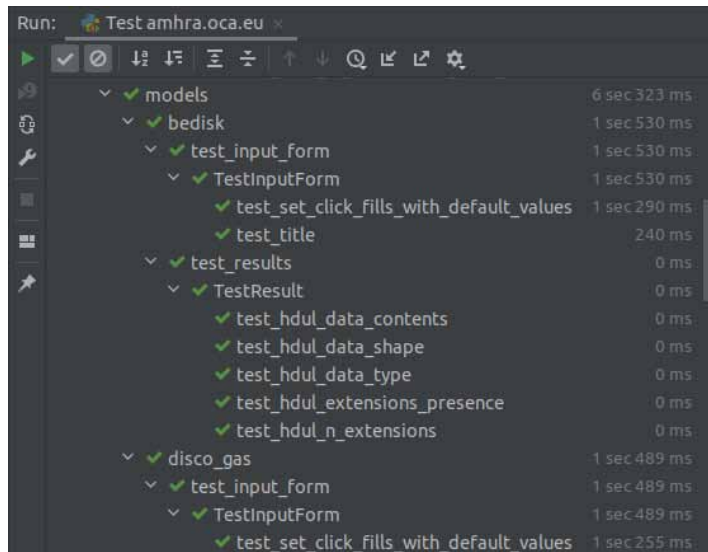 Run: Test amhra.oca.eu ×
models 6 sec 323 ms
bedisk 1 sec 530 ms
test_input_form 1 sec 530 ms
TestInputForm 1 sec 530 ms
test_set_click_fills_with_default_values 1 sec 290 ms
test_title 240 ms
test_results 0 ms
TestResult 0 ms
test_hdul_data_contents 0 ms
test_hdul_data_shape 0 ms
test_hdul_data_type 0 ms
test_hdul_extensions_presence 0 ms
test_hdul_n_extensions 0 ms
disco_gas 1 sec 489 ms
test_input_form 1 sec 489 ms
TestInputForm 1 sec 489 ms
test_set_click_fills_with_default_values 1 sec 255 ms